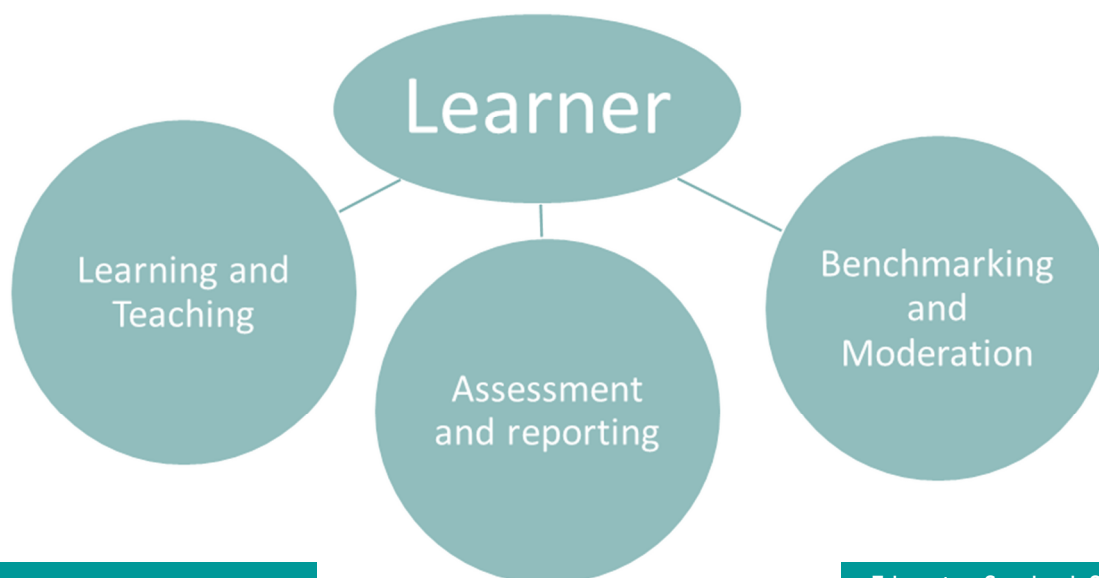 Learner
Learning and
Teaching
Assessment
and reporting
Benchmarking
and
Moderation